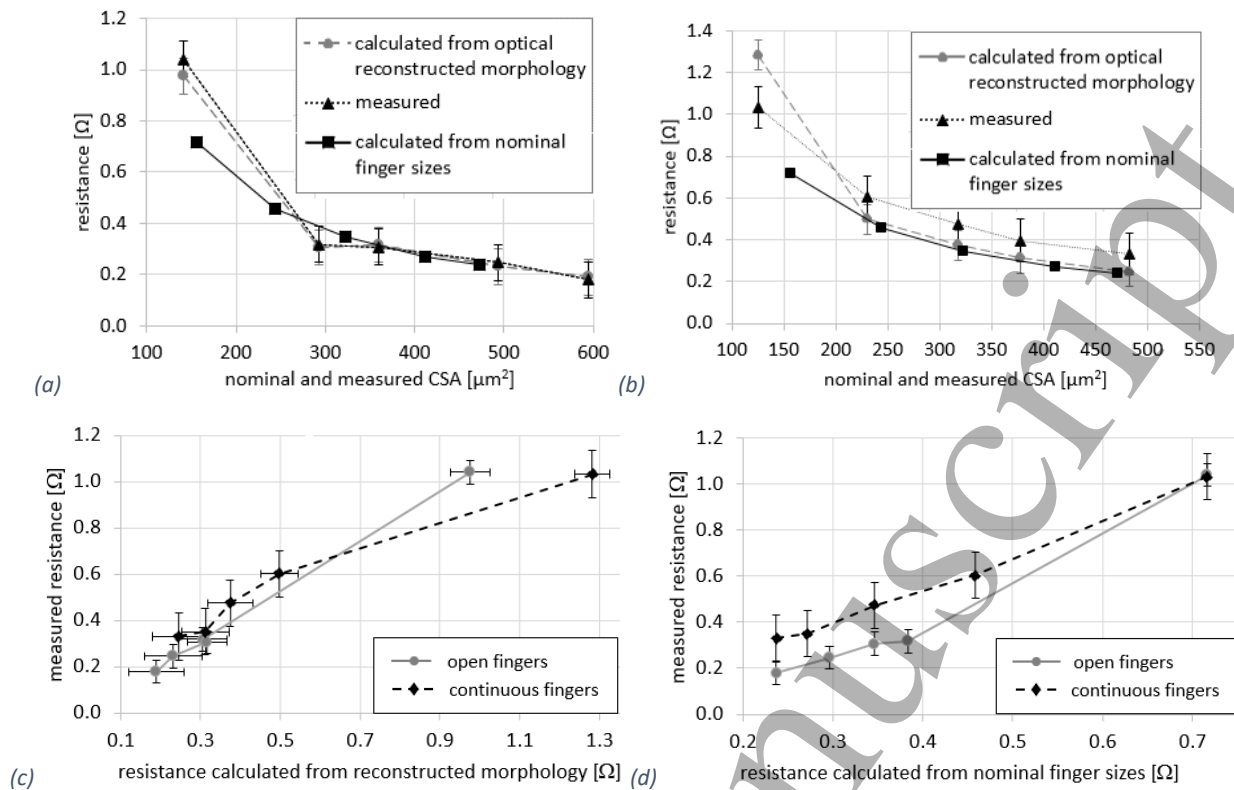 1.2
1.0
0.8
0.6
0.4
0.2
0.0
resistance [Ω]
calculated from optical
reconstructed morphology
measured
calculated from nominal
finger sizes
100 200 300 400 500 600
nominal and measured CSA [µm²]
(a)
1.4
1.2
1.0
0.8
0.6
0.4
0.2
0.0
resistance [Ω]
calculated from optical
reconstructed morphology
measured
calculated from nominal
finger sizes
100 150 200 250 300 350 400 450 500 550
nominal and measured CSA [µm²]
(b)
1.2
1.0
0.8
0.6
0.4
0.2
0.0
measured resistance [Ω]
open fingers
continuous fingers
0.1 0.3 0.5 0.7 0.9 1.1 1.3
resistance calculated from reconstructed morphology [Ω]
(c)
1.2
1.0
0.8
0.6
0.4
0.2
0.0
measured resistance [Ω]
open fingers
continuous fingers
0.2 0.3 0.4 0.5 0.6 0.7
resistance calculated from nominal finger sizes [Ω]
(d)
nuscript